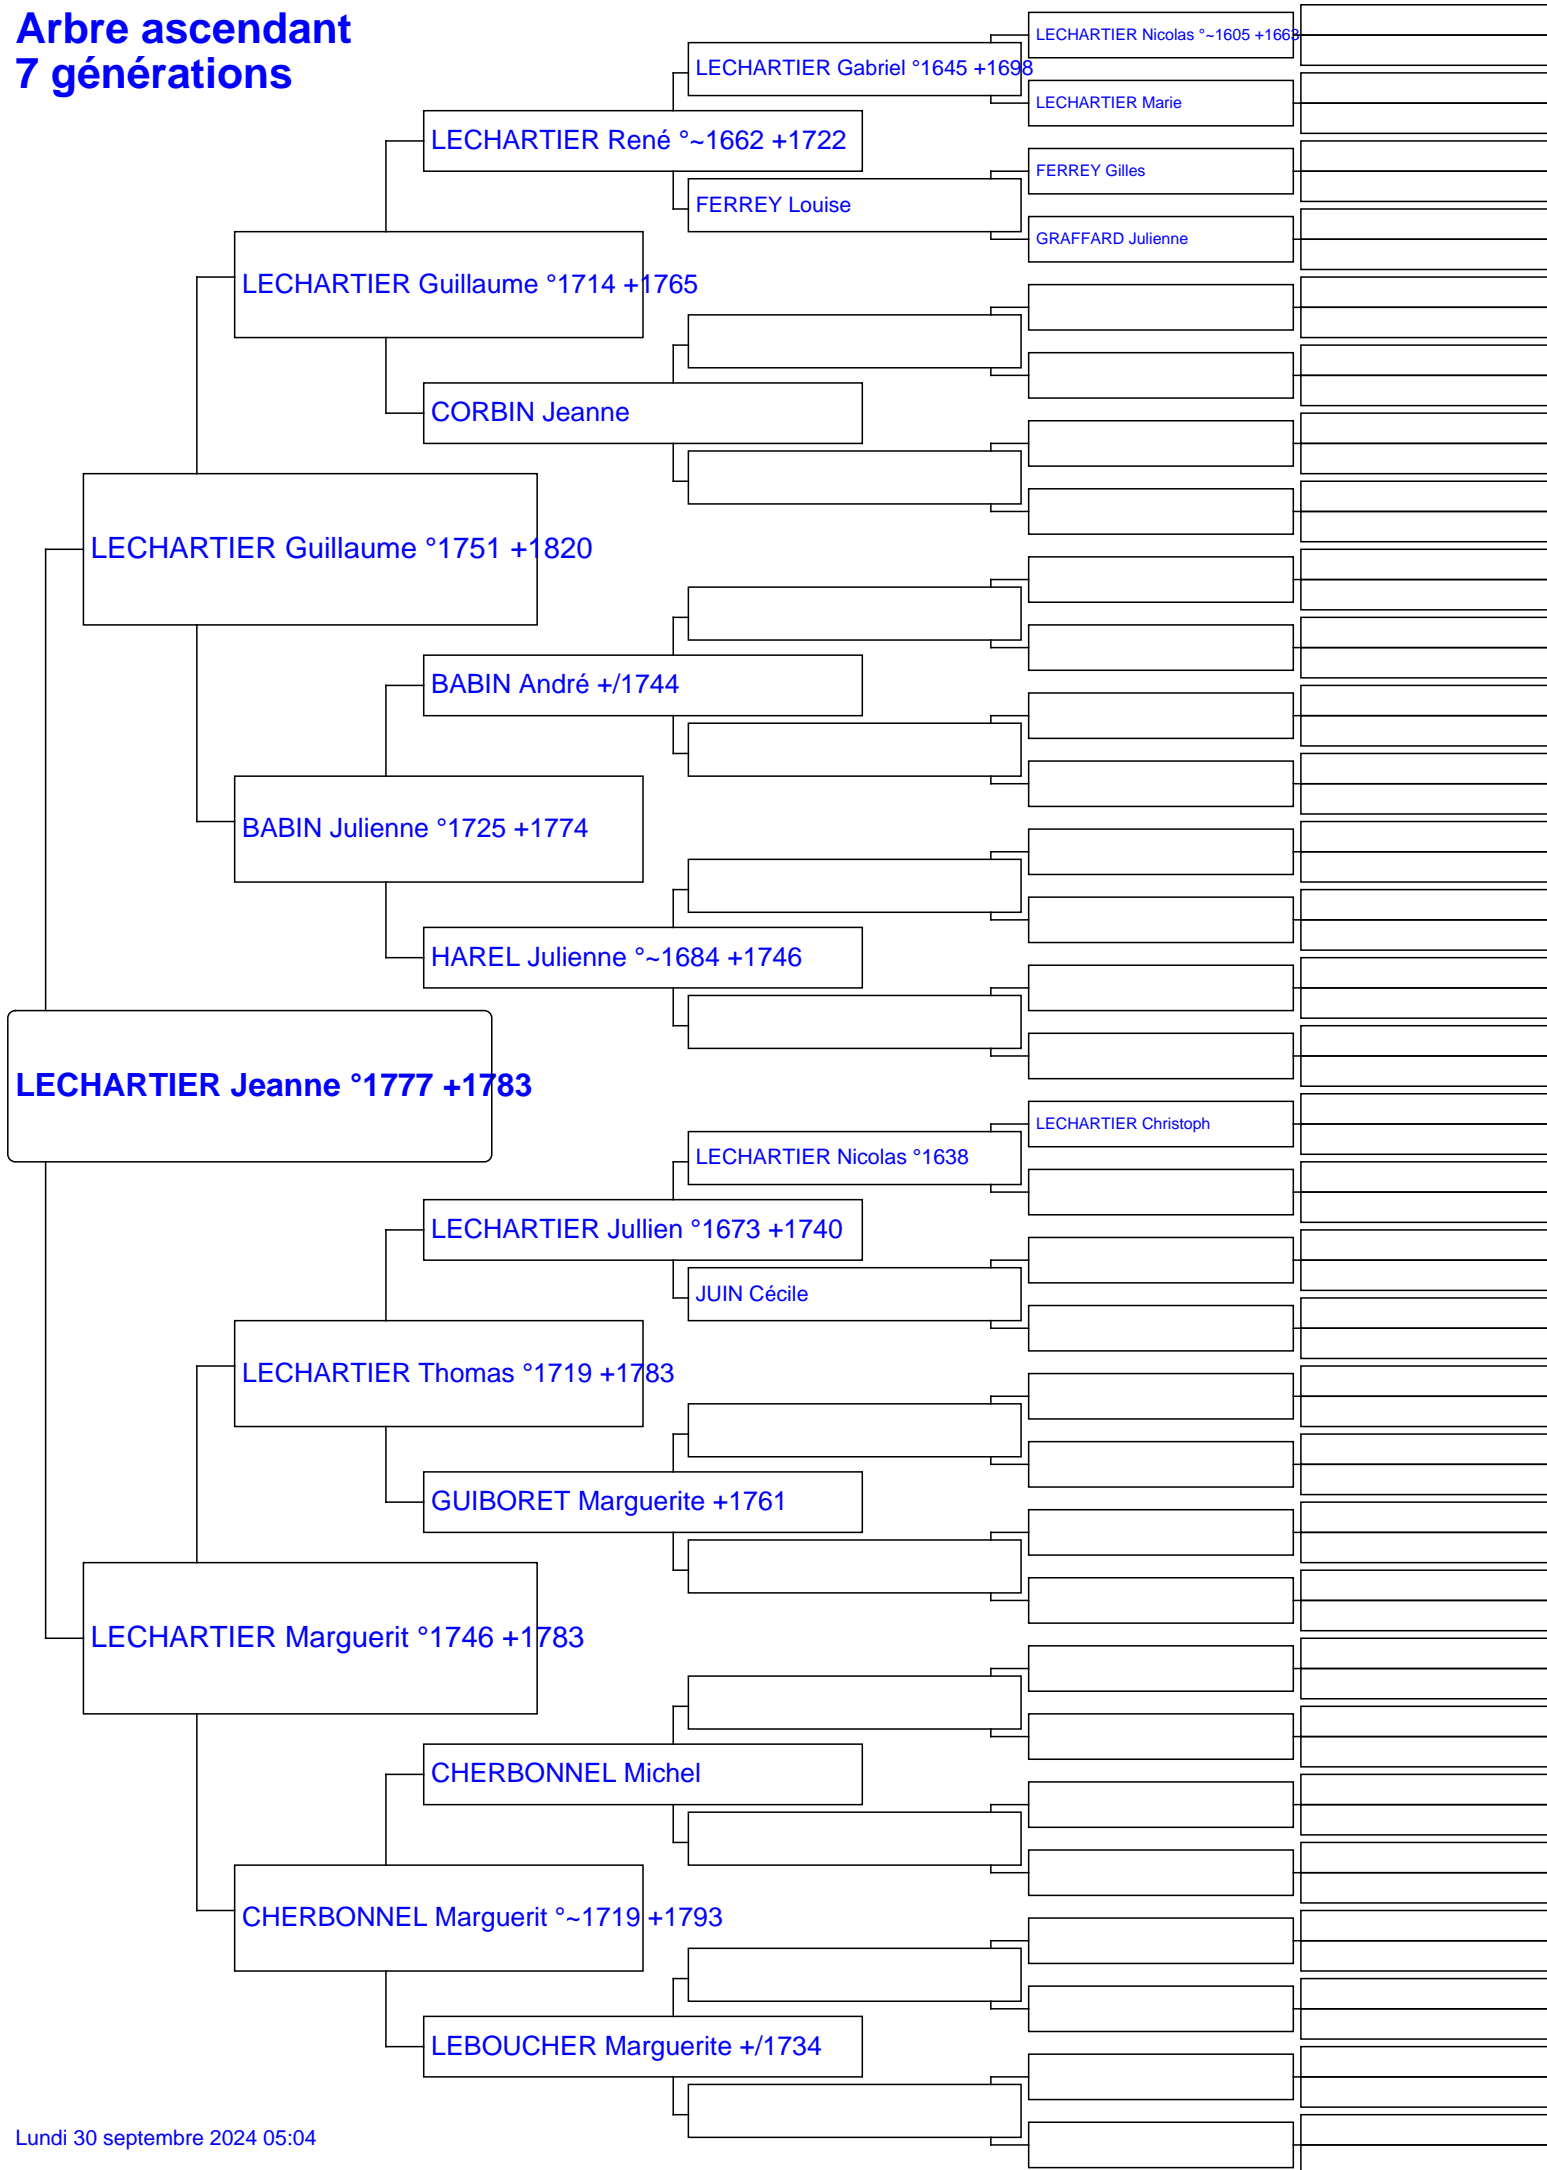 Arbre ascendant
7 générations
LECHARTIER Nicolas °~1605 +1663
LECHARTIER Gabriel °1645 +1698
LECHARTIER Marie
LECHARTIER René °~1662 +1722
FERREY Gilles
FERREY Louise
GRAFFARD Julienne
LECHARTIER Guillaume °1714 +1765
CORBIN Jeanne
LECHARTIER Guillaume °1751 +1820
BABIN André +/1744
BABIN Julienne °1725 +1774
HAREL Julienne °~1684 +1746
LECHARTIER Jeanne °1777 +1783
LECHARTIER Christoph
LECHARTIER Nicolas °1638
LECHARTIER Jullien °1673 +1740
JUIN Cécile
LECHARTIER Thomas °1719 +1783
GUIBORET Marguerite +1761
LECHARTIER Marguerit °1746 +1783
CHERBONNEL Michel
CHERBONNEL Marguerit °~1719 +1793
LEBOUCHER Marguerite +/1734
Lundi 30 septembre 2024 05:04